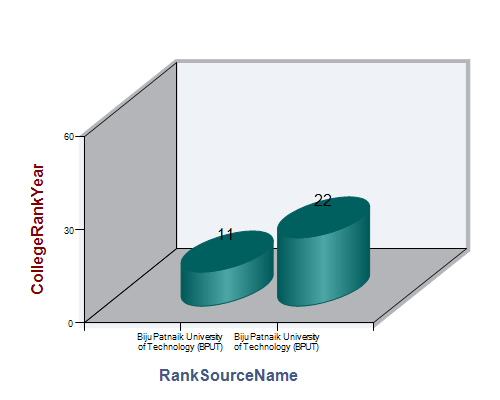 CollegeRankYear
60
30
0
11
22
Biju Patnaik University
of Technology (BPUT)
Biju Patnaik University
of Technology (BPUT)
RankSourceName